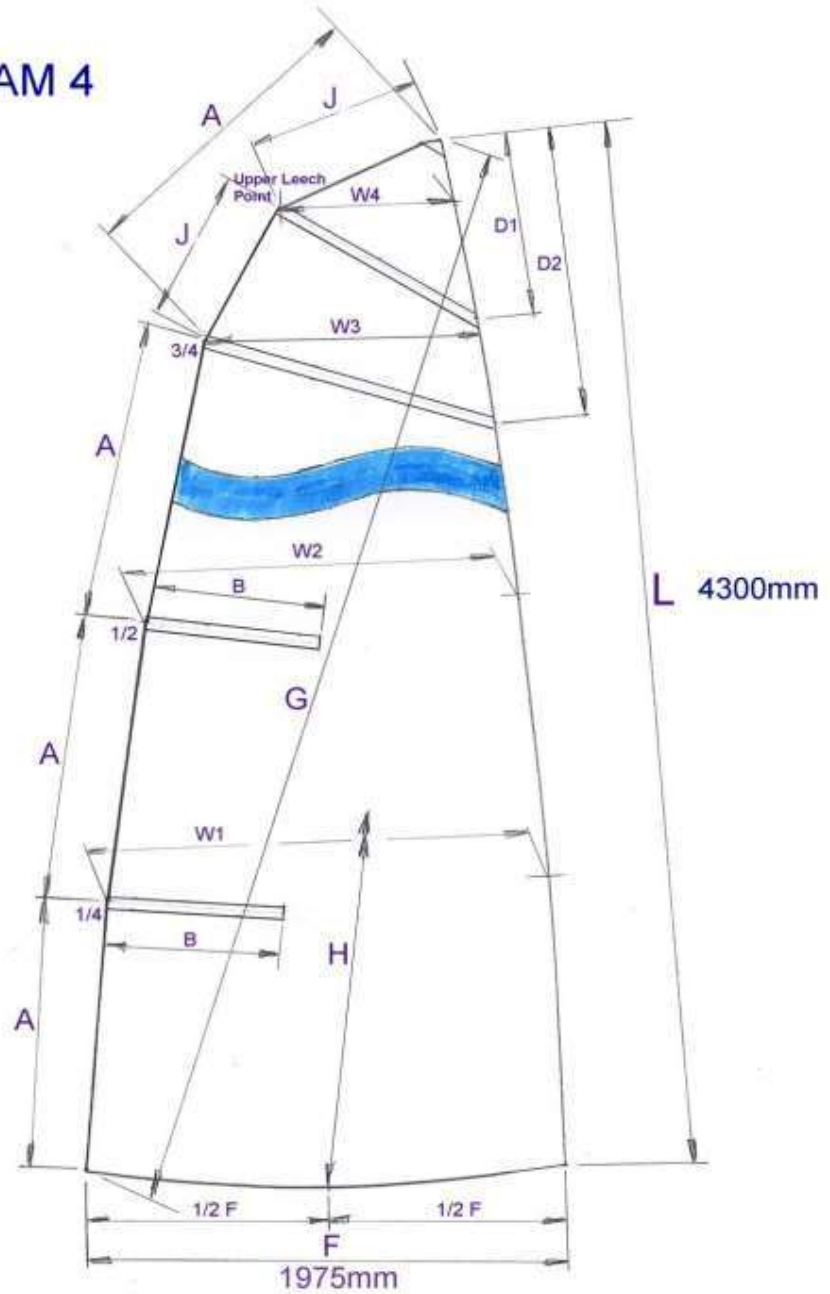 AM 4
A
J
Upper Leech
Point
W4
J
D1
D2
W3
3/4
A
W2
B
L 4300mm
1/2
G
A
W1
1/4
B
H
A
1/2 F
1/2 F
F
1975mm